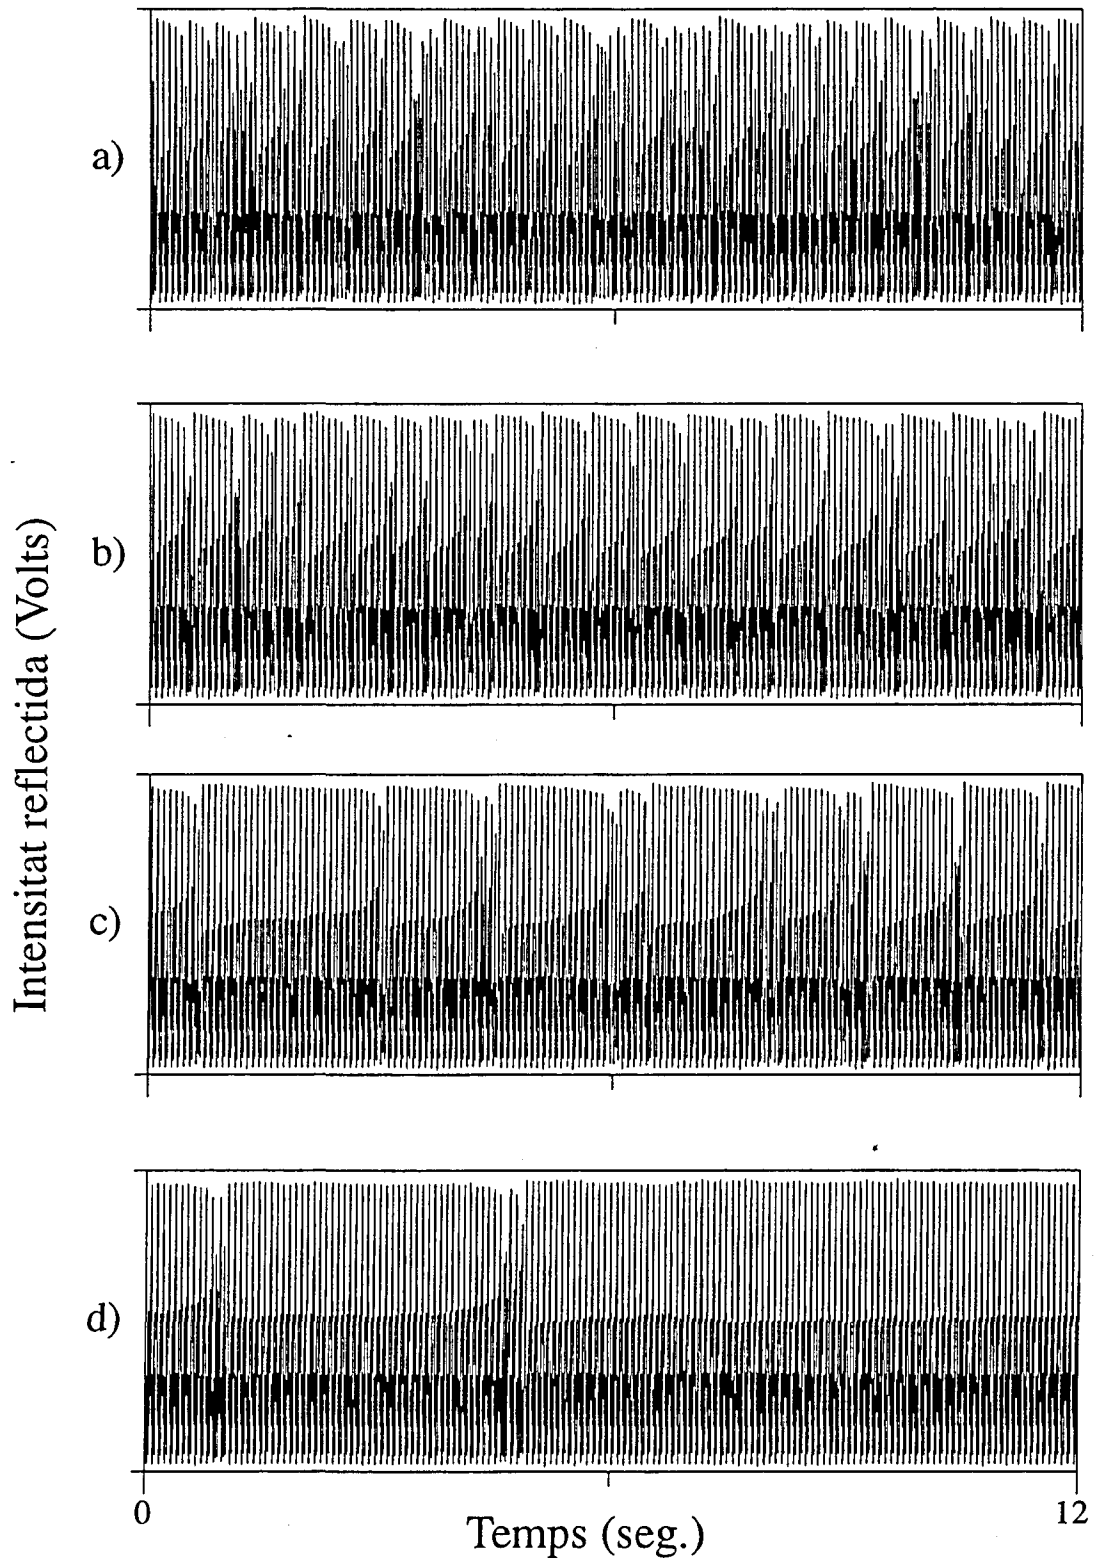 a)
b)
Intensitat reflectida (Volts)
c)
d)
0
12
Temps (seg.)